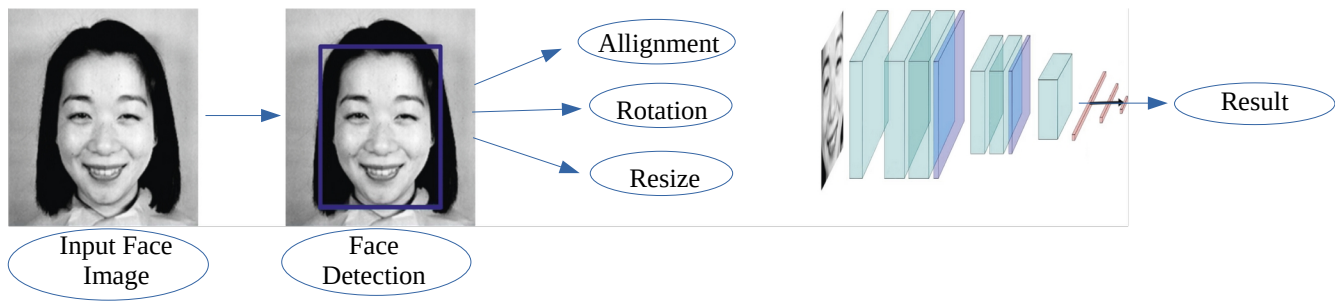 Allignment
Rotation
Resize
Result
Input Face
Image
Face
Detection